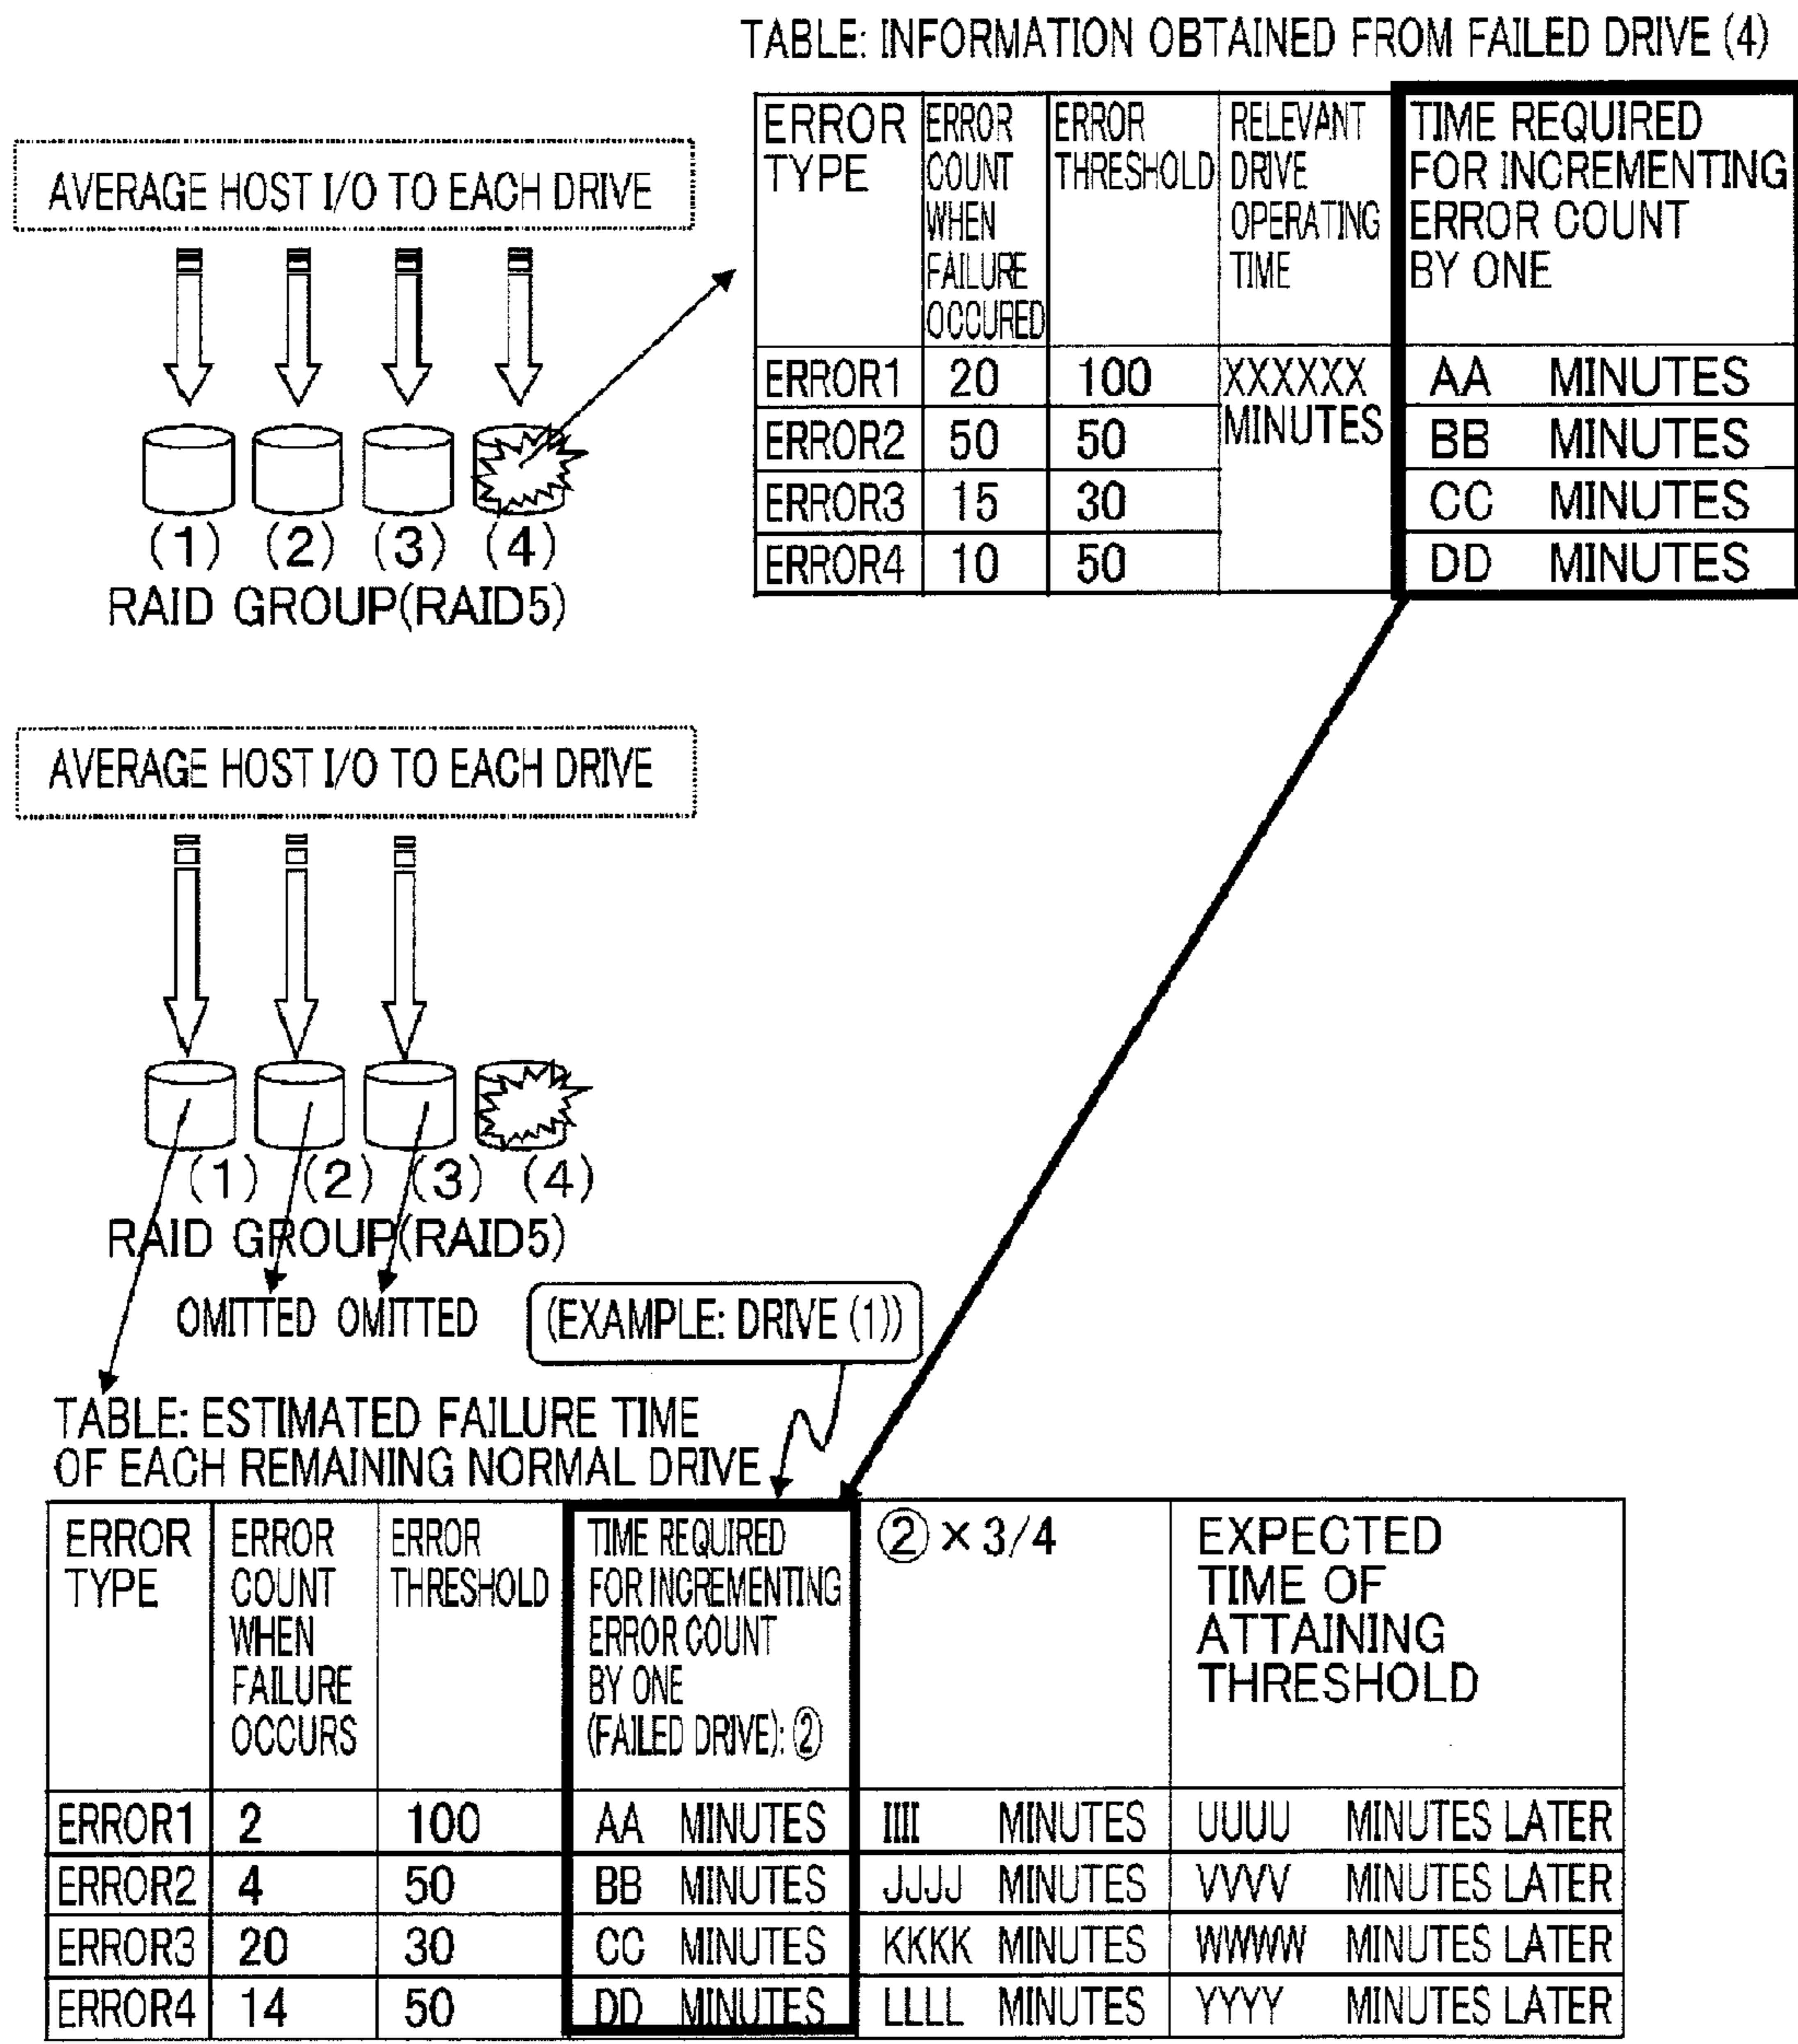 TABLE: INFORMATION OBTAINED FROM FAILED DRIVE (4)
AVERAGE HOST I/O TO EACH DRIVE
(1) (2) (3) (4)
RAID GROUP(RAID5)
ERROR TYPE
ERROR COUNT WHEN FAILURE OCCURED
ERROR THRESHOLD
RELEVANT DRIVE OPERATING TIME
TIME REQUIRED FOR INCREMENTING ERROR COUNT BY ONE
ERROR1 20 100 XXXXXX MINUTES AA MINUTES
ERROR2 50 50 BB MINUTES
ERROR3 15 30 CC MINUTES
ERROR4 10 50 DD MINUTES
AVERAGE HOST I/O TO EACH DRIVE
(1) (2) (3) (4)
RAID GROUP(RAID5)
OMITTED OMITTED
(EXAMPLE: DRIVE (1))
TABLE: ESTIMATED FAILURE TIME
OF EACH REMAINING NORMAL DRIVE
ERROR TYPE
ERROR COUNT WHEN FAILURE OCCURS
ERROR THRESHOLD
TIME REQUIRED FOR INCREMENTING ERROR COUNT BY ONE (FAILED DRIVE): ②
② × 3/4
EXPECTED TIME OF ATTAINING THRESHOLD
ERROR1 2 100 AA MINUTES IIII MINUTES UUUU MINUTES LATER
ERROR2 4 50 BB MINUTES JJJJ MINUTES VVVV MINUTES LATER
ERROR3 20 30 CC MINUTES KKKK MINUTES WWWW MINUTES LATER
ERROR4 14 50 DD MINUTES LLLL MINUTES YYYY MINUTES LATER